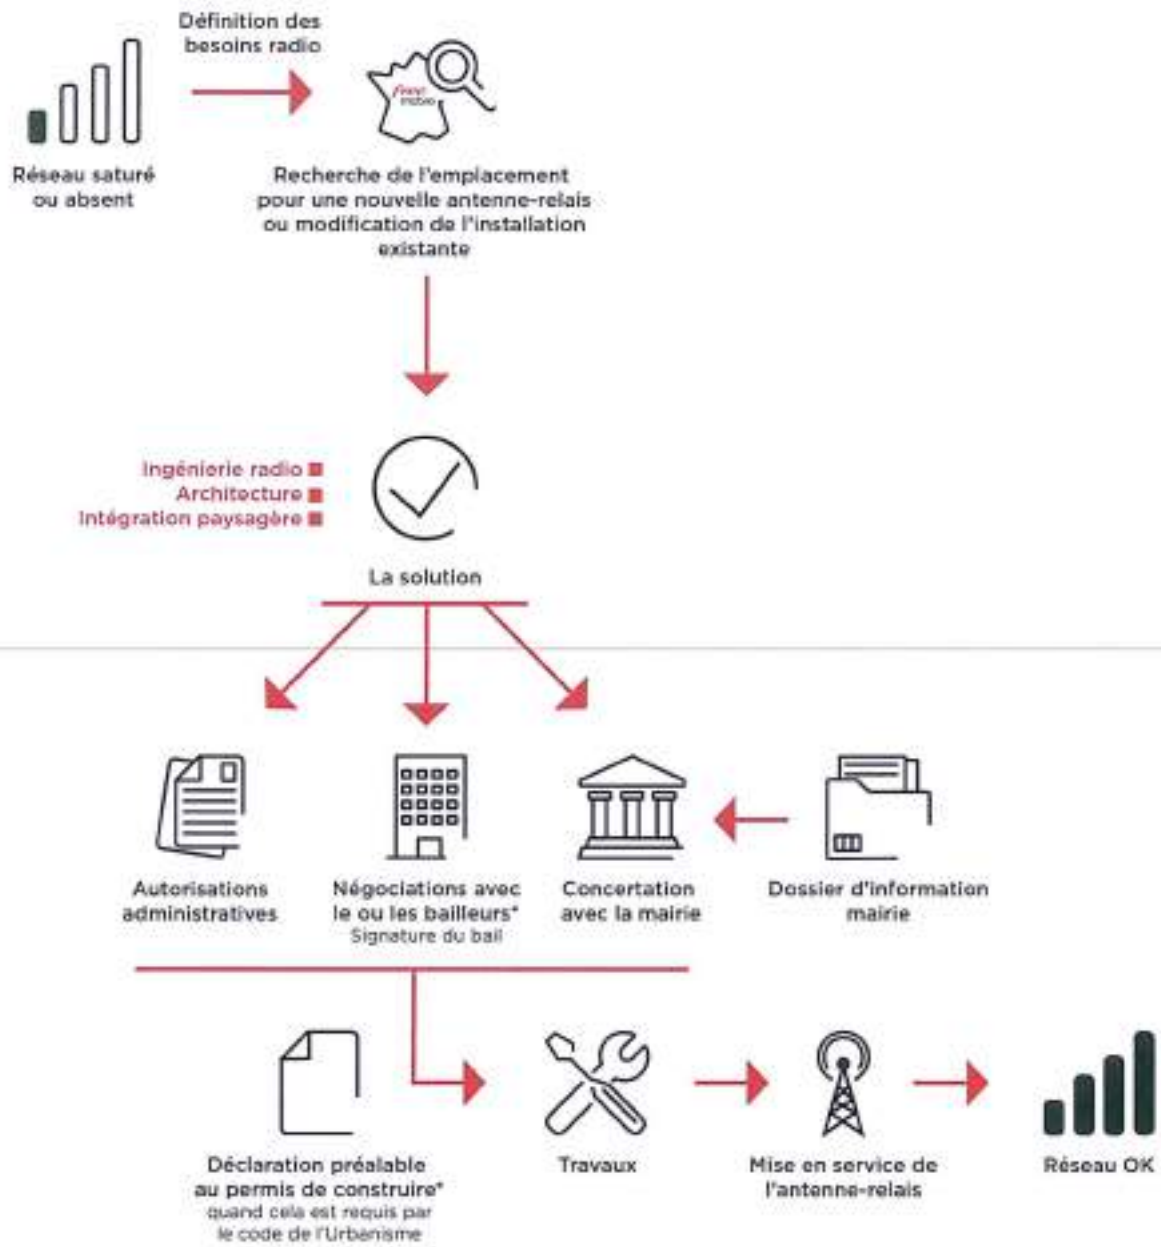 Définition des
besoins radio
Réseau saturé
ou absent
free
mobile
Recherche de l'emplacement
pour une nouvelle antenne-relais
ou modification de l'installation
existante
Ingénierie radio
Architecture
Intégration paysagère
La solution
Autorisations
administratives
Négociations avec
le ou les bailleurs*
Signature du bail
Concertation
avec la mairie
Dossier d'information
mairie
Déclaration préalable
au permis de construire*
quand cela est requis par
le code de l'Urbanisme
Travaux
Mise en service de
l'antenne-relais
Réseau OK